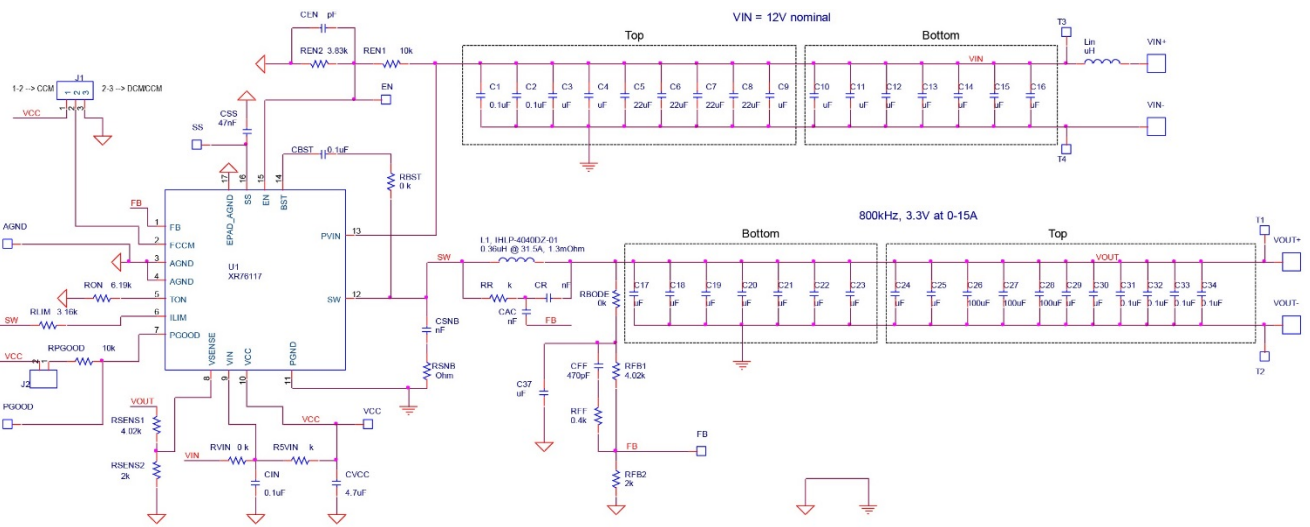 VIN = 12V nominal
CEN pF
REN2 3.83k REN1 10k
Top
Bottom
T3
Lin
uH
VIN+
VIN
J1
1-2 --> CCM
2-3 --> DCM/CCM
1 2 3
1 2 3
VCC
EN
CSS
47nF
SS
C1
0.1uF
C2
0.1uF
C3
uF
C4
uF
C5
22uF
C6
22uF
C7
22uF
C8
22uF
C9
uF
C10
uF
C11
uF
C12
uF
C13
uF
C14
uF
C15
uF
C16
uF
VIN-
T4
CBST 0.1uF
RBST
0 k
17 16 15 14
EPAD_AGND
SS
EN
BST
FB
1 FB
2 FCCM
3 AGND
4 AGND
5 TON
6 ILIM
7 PGOOD
PVIN 13
SW 12
U1
XR76117
VSENSE
VIN
VCC
PGND
8 9 10 11
AGND
RON 6.19k
RLIM 3.16k
SW
VCC
RPGOOD 10k
2 1
J2
PGOOD
VOUT
RSENS1
4.02k
RSENS2
2k
VIN
RVIN 0 k
R5VIN k
CIN
0.1uF
CVCC
4.7uF
VCC
VCC
CSNB
nF
RSNB
Ohm
SW
L1, IHLP-4040DZ-01
0.36uH @ 31.5A, 1.3mOhm
RR k
CR nF
CAC
nF
FB
RBODE
0k
C37
uF
CFF
470pF
RFF
0.4k
RFB1
4.02k
FB
FB
RFB2
2k
800kHz, 3.3V at 0-15A
Bottom
Top
T1
VOUT+
VOUT
C17
uF
C18
uF
C19
uF
C20
uF
C21
uF
C22
uF
C23
uF
C24
uF
C25
uF
C26
100uF
C27
100uF
C28
100uF
C29
uF
C30
uF
C31
0.1uF
C32
0.1uF
C33
0.1uF
C34
0.1uF
VOUT-
T2